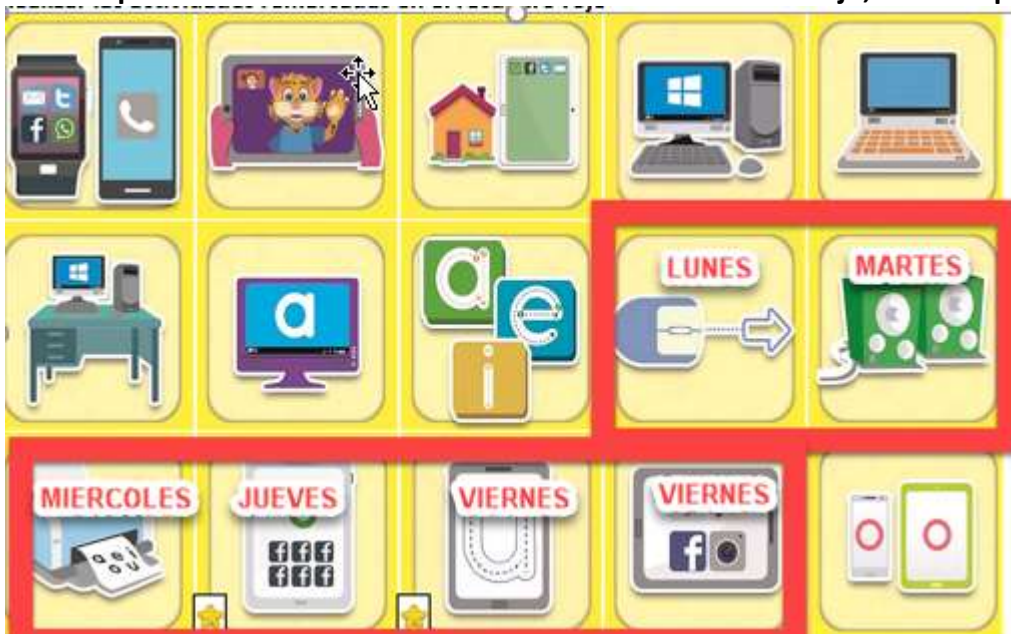 LUNES MARTES
a
a
e
i
MIERCOLES JUEVES VIERNES VIERNES
a e i
o u
O O